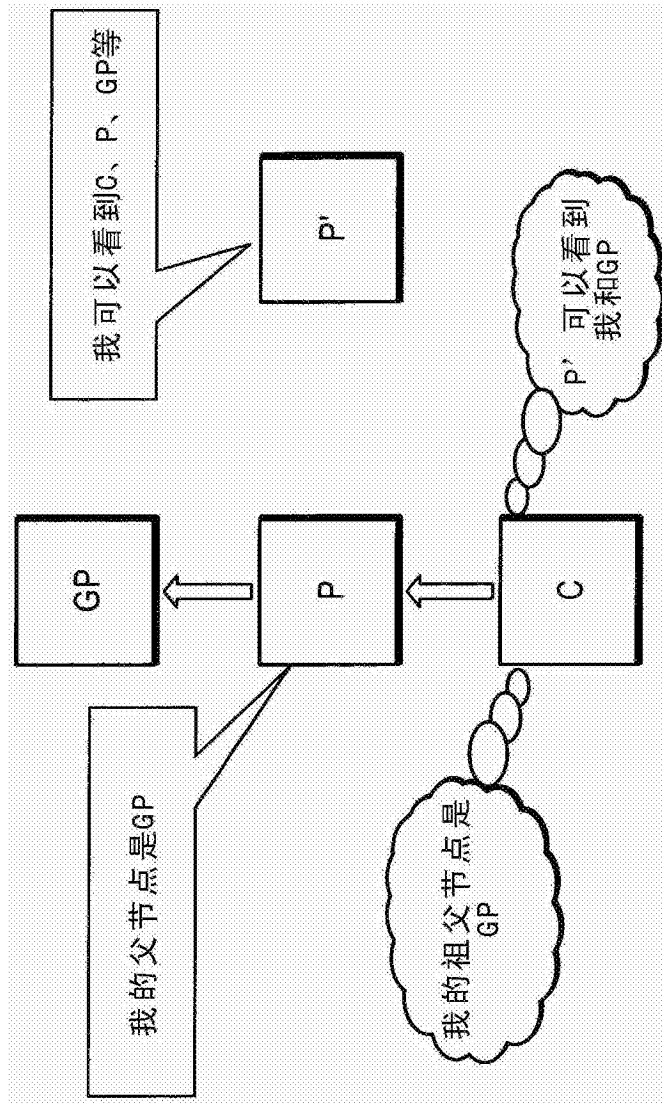 我的父节点是GP
我可以看到C、P、GP等
GP
P
P'
C
我的祖父节点是
GP
P' 可以看到
我和GP